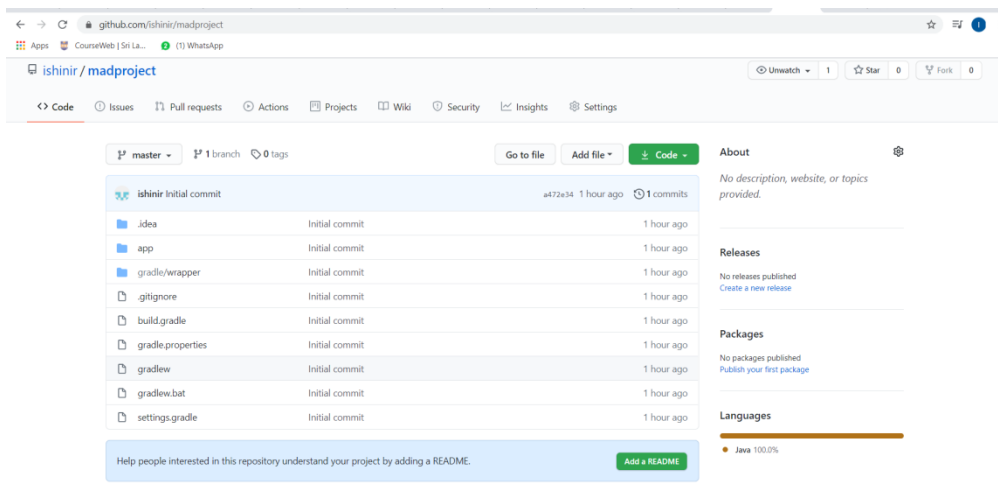 github.com/ishinir/madproject
Apps CourseWeb | Sri La... (1) WhatsApp
ishinir / madproject
Unwatch 1 Star 0 Fork 0
<> Code Issues Pull requests Actions Projects Wiki Security Insights Settings
master 1 branch 0 tags Go to file Add file Code
ishinir Initial commit a472e34 1 hour ago 1 commits
.idea Initial commit 1 hour ago
app Initial commit 1 hour ago
gradle/wrapper Initial commit 1 hour ago
.gitignore Initial commit 1 hour ago
build.gradle Initial commit 1 hour ago
gradle.properties Initial commit 1 hour ago
gradlew Initial commit 1 hour ago
gradlew.bat Initial commit 1 hour ago
settings.gradle Initial commit 1 hour ago
Help people interested in this repository understand your project by adding a README. Add a README
About
No description, website, or topics
provided.
Releases
No releases published
Create a new release
Packages
No packages published
Publish your first package
Languages
Java 100.0%